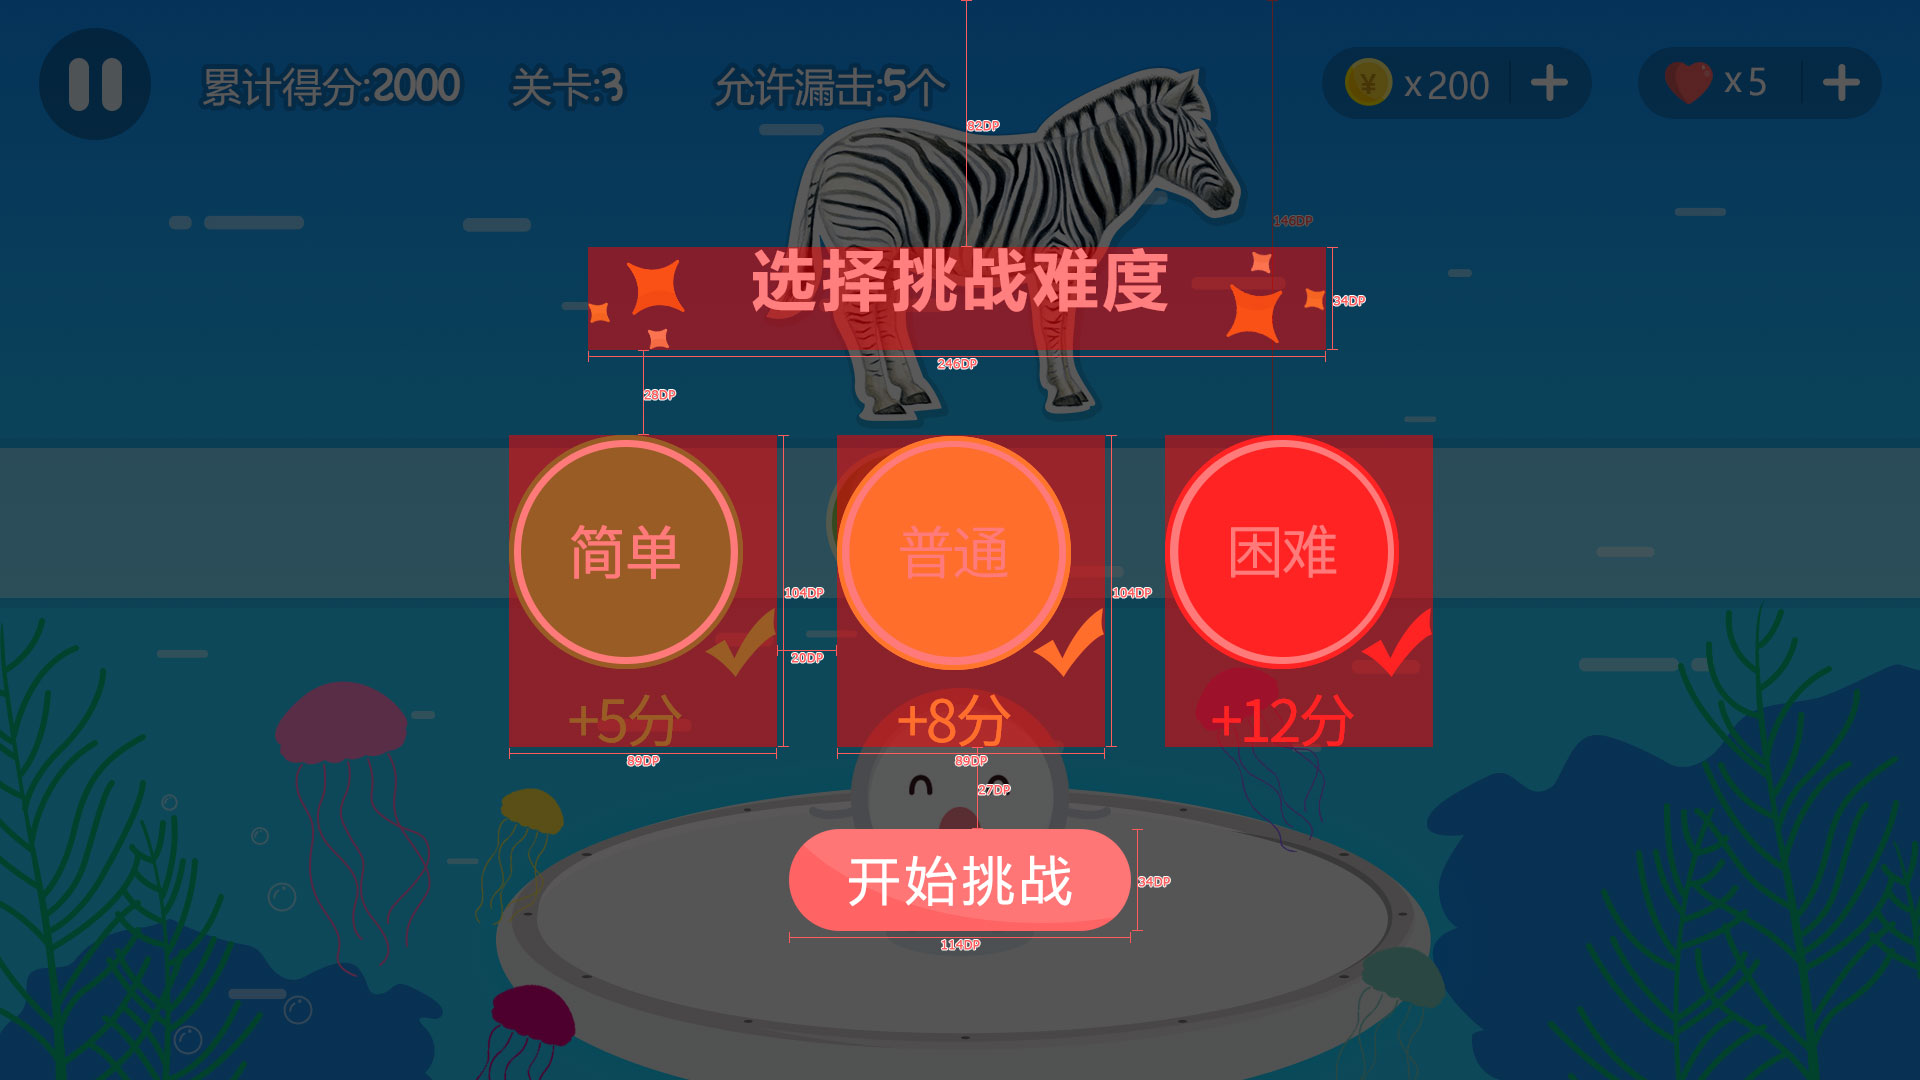 累计得分:2000 关卡:3 允许漏击:5个 ¥ x200 + x5 +
82DP
146DP
选择挑战难度
34DP
246DP
28DP
简单 普通 困难
104DP 104DP
20DP
+5分 +8分 +12分
89DP 89DP
27DP
开始挑战
34DP
114DP